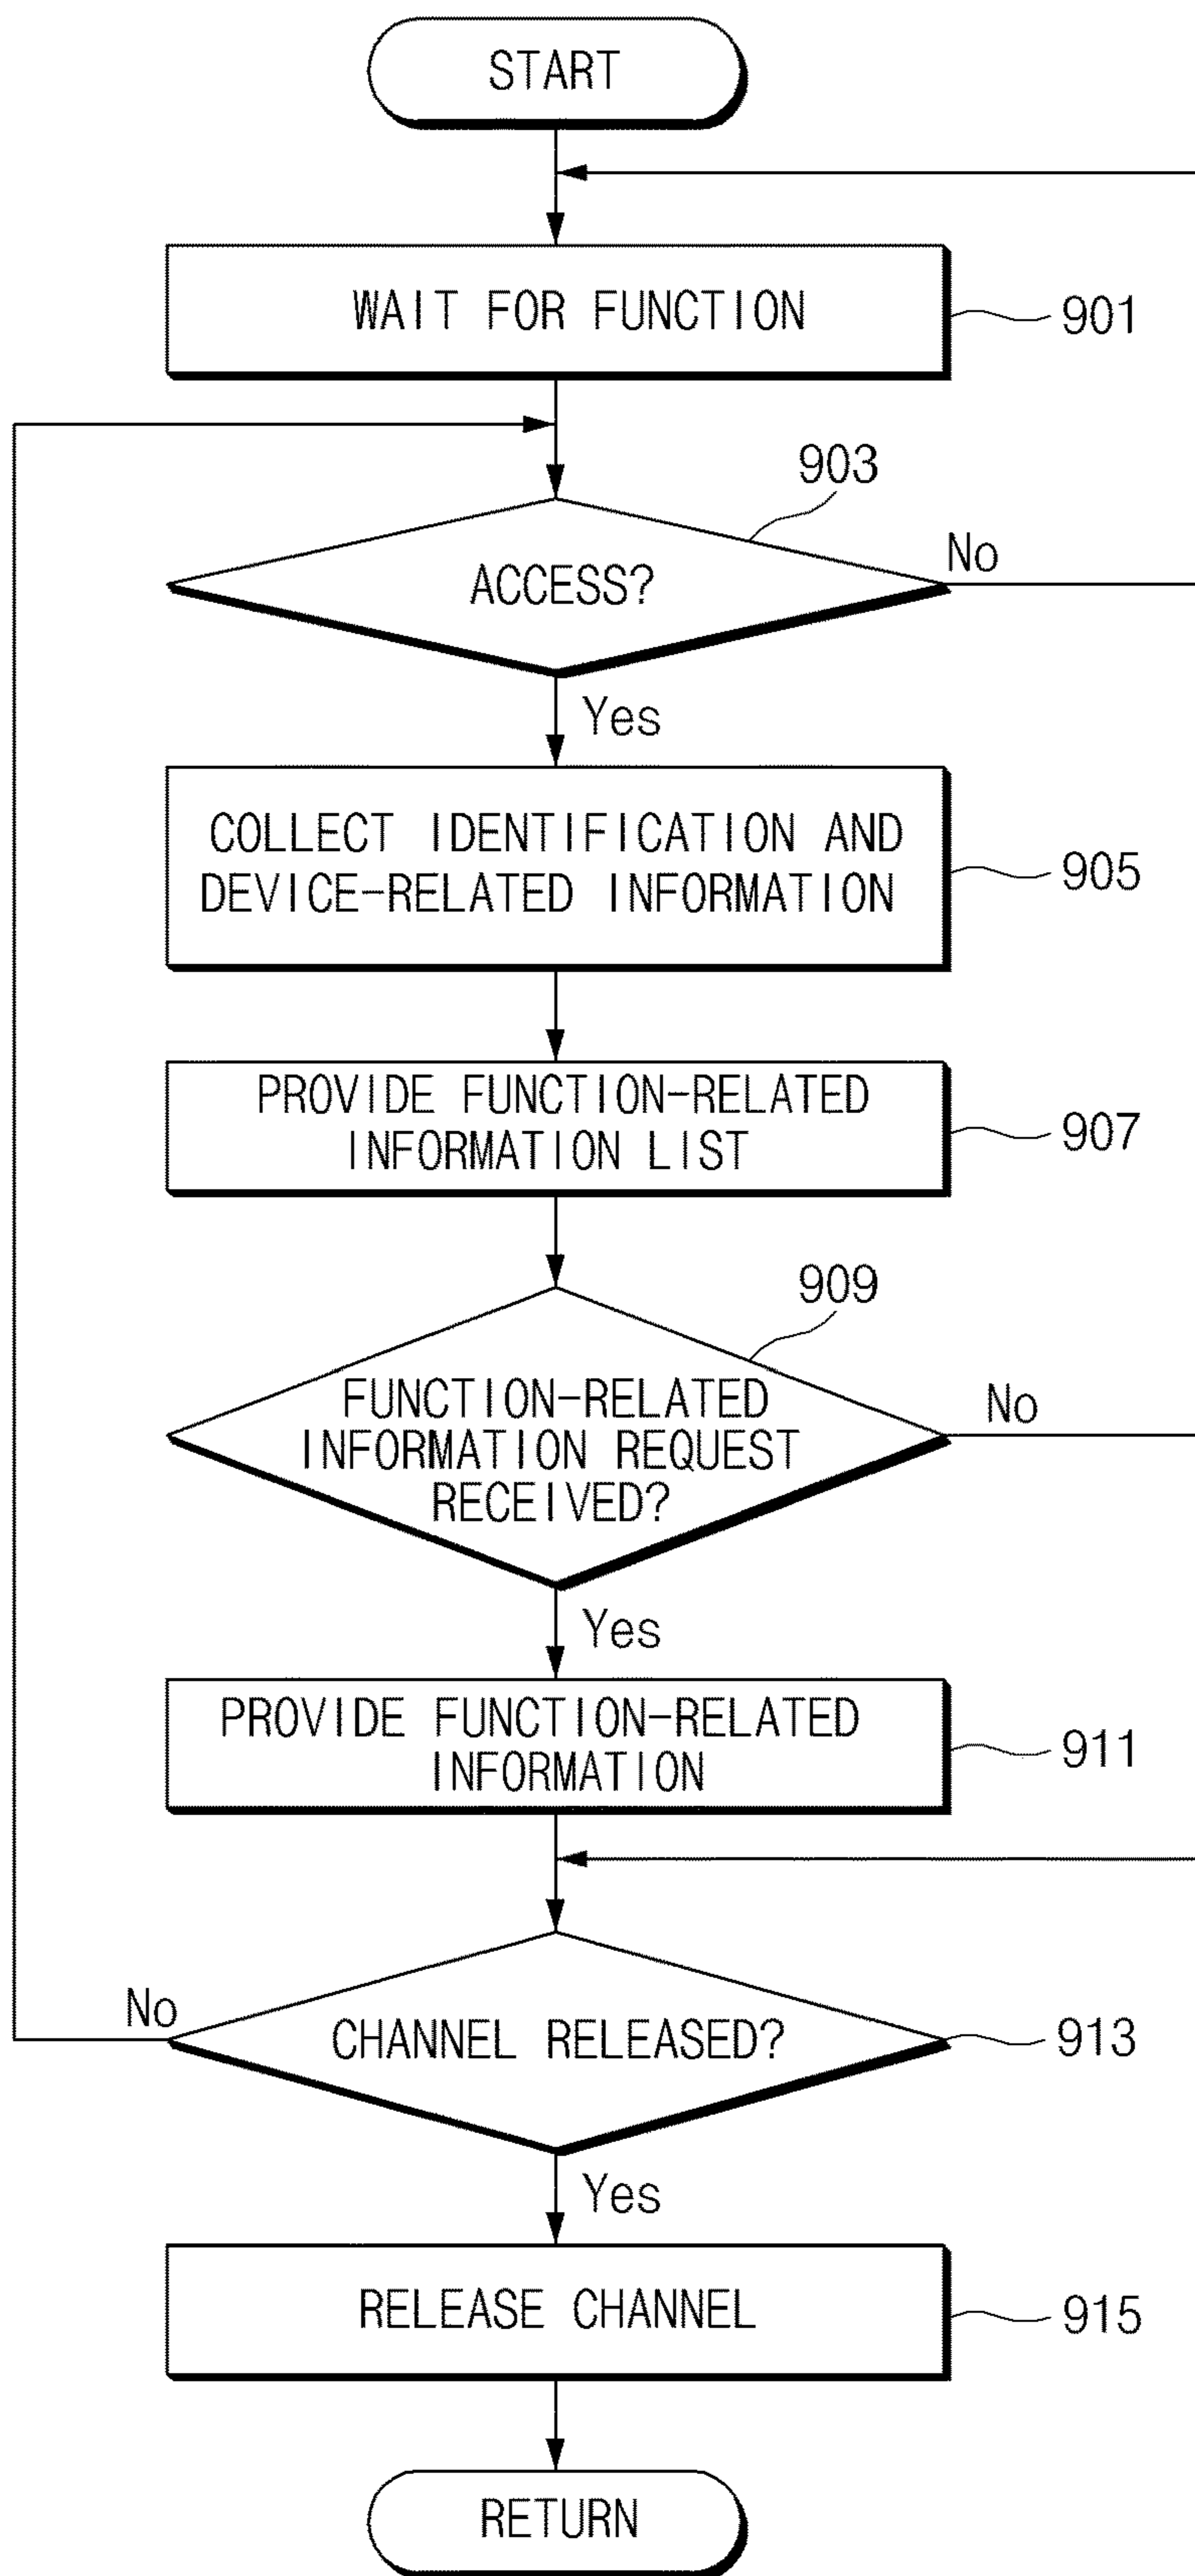 START
WAIT FOR FUNCTION
901
903
ACCESS?
No
Yes
COLLECT IDENTIFICATION AND
DEVICE-RELATED INFORMATION
905
PROVIDE FUNCTION-RELATED
INFORMATION LIST
907
909
FUNCTION-RELATED
INFORMATION REQUEST
RECEIVED?
No
Yes
PROVIDE FUNCTION-RELATED
INFORMATION
911
No
CHANNEL RELEASED?
913
Yes
RELEASE CHANNEL
915
RETURN